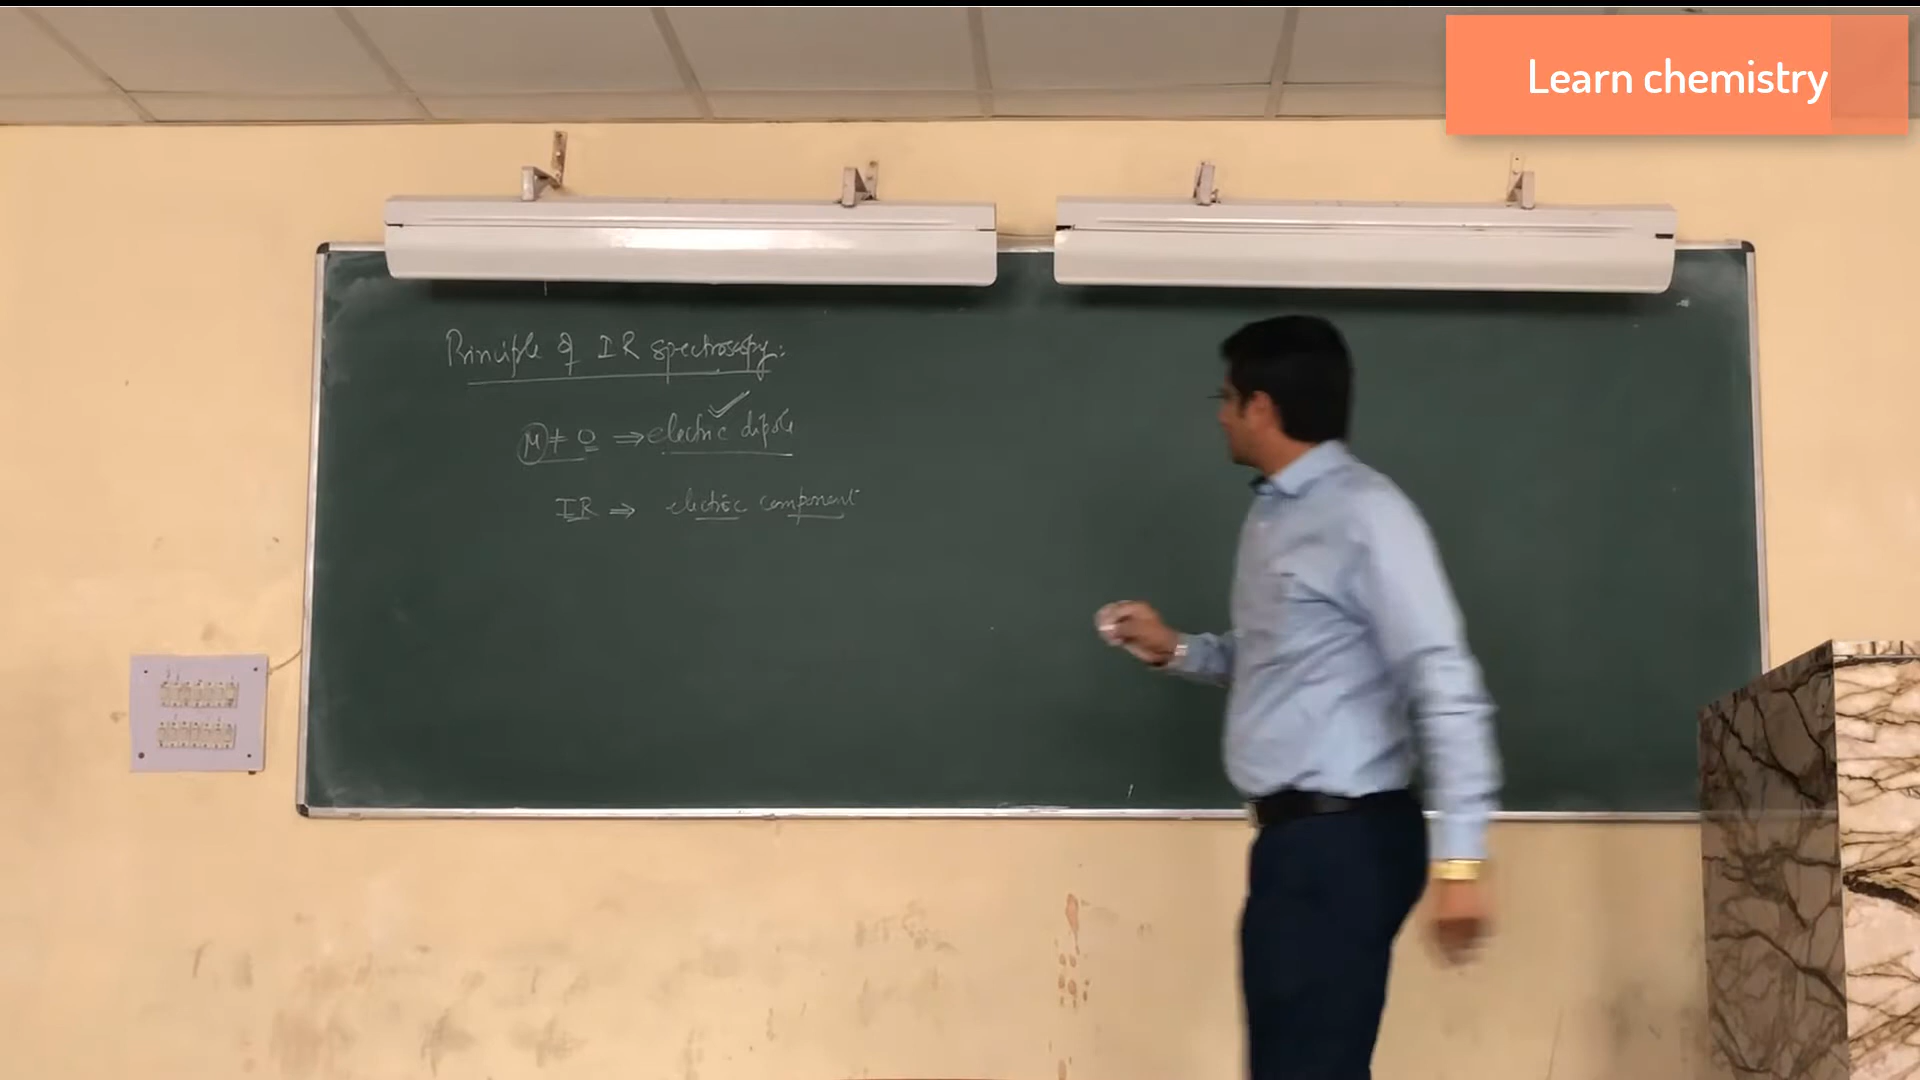 Learn chemistry
Principle of IR spectroscopy:
μ ≠ 0 ⇒ electric dipole
IR ⇒ electric component